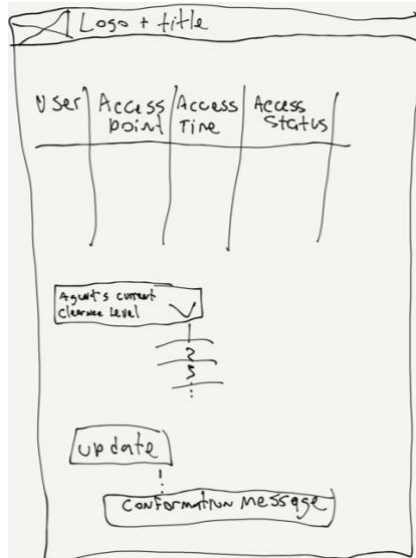 Logo + title
User
Access
point
Access
Time
Access
Status
Agent's current
Clearance Level
1
2
3
...
update
Conformation Message